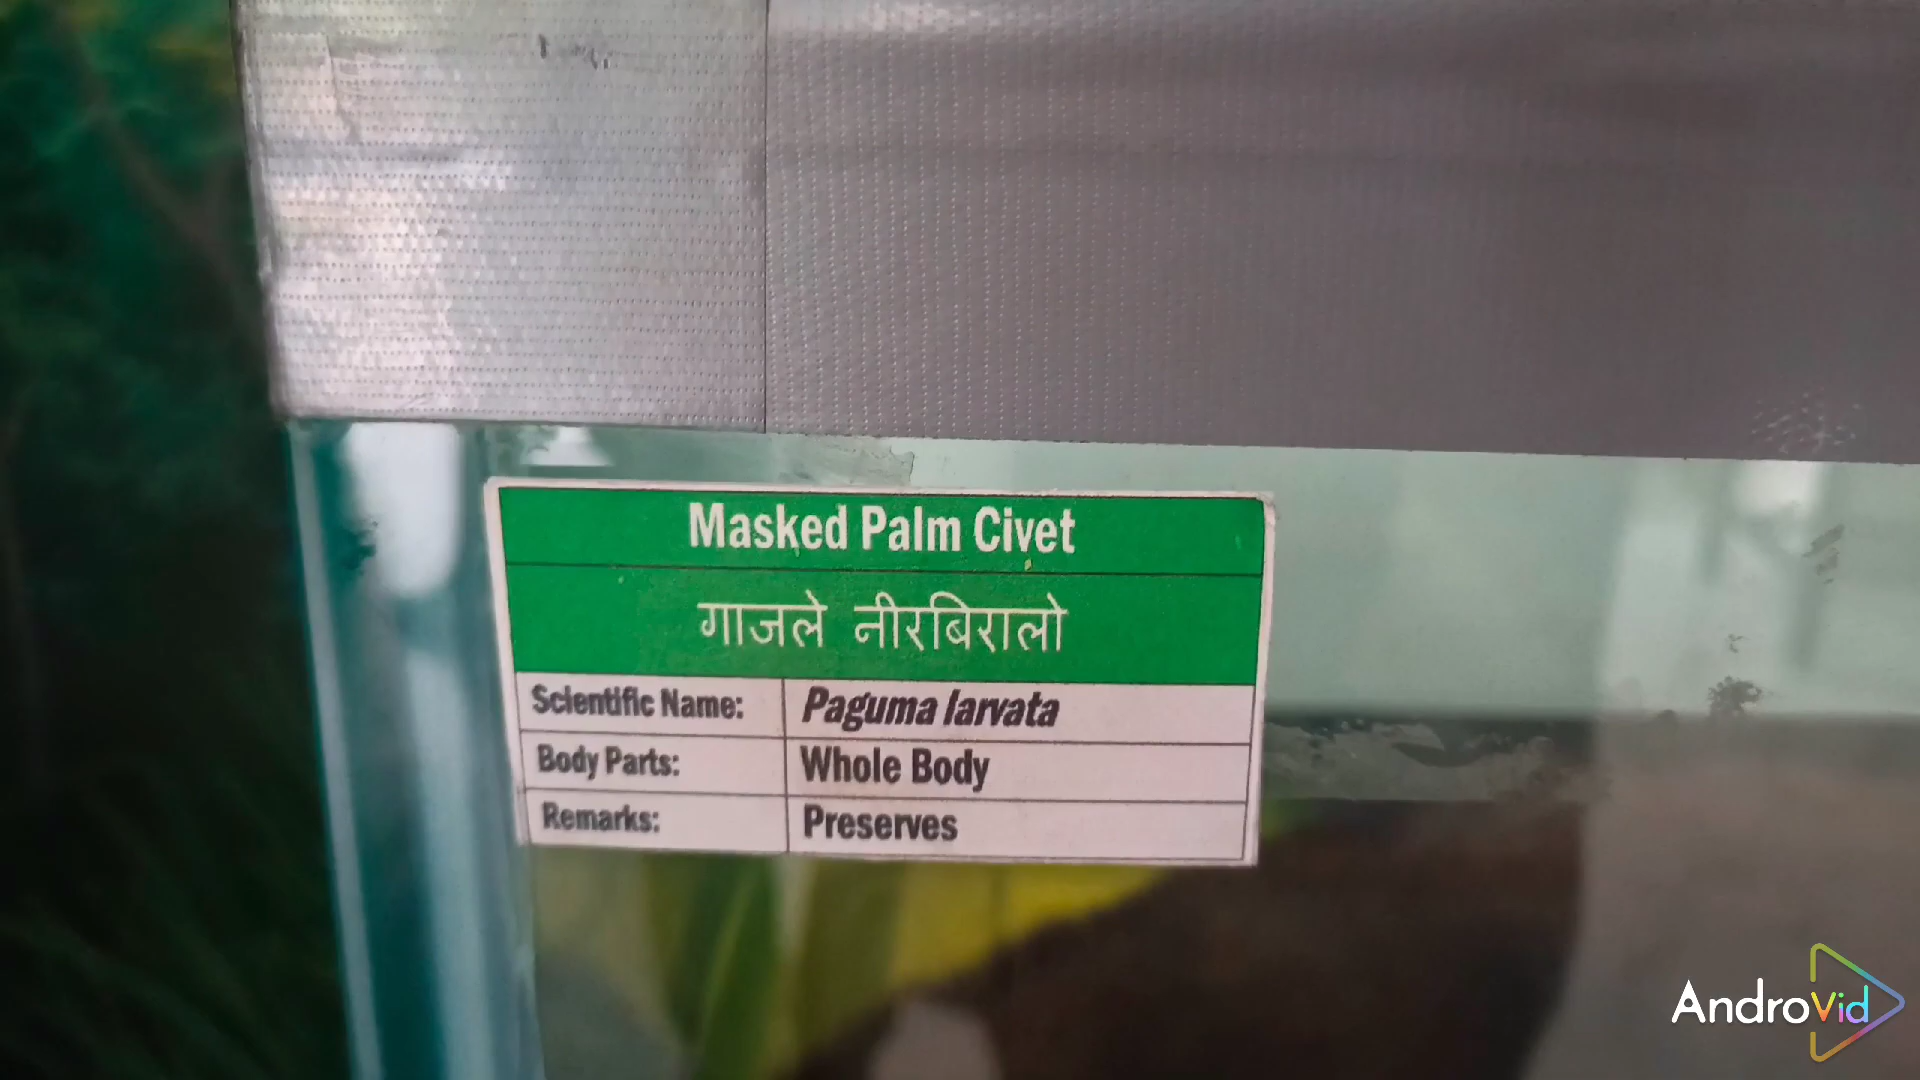 Masked Palm Civet
गाजले नीरबिरालो
Scientific Name: Paguma larvata
Body Parts: Whole Body
Remarks: Preserves
AndroVid